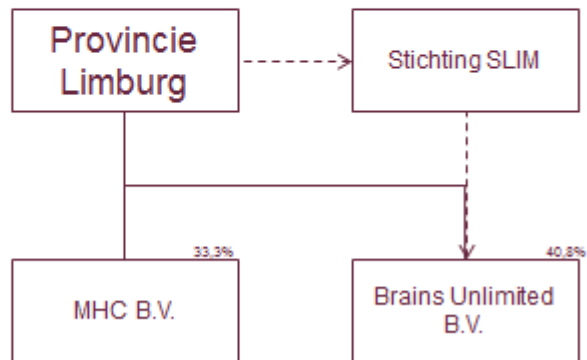 Provincie
Limburg
Stichting SLIM
33,3%
40,8%
MHC B.V.
Brains Unlimited
B.V.